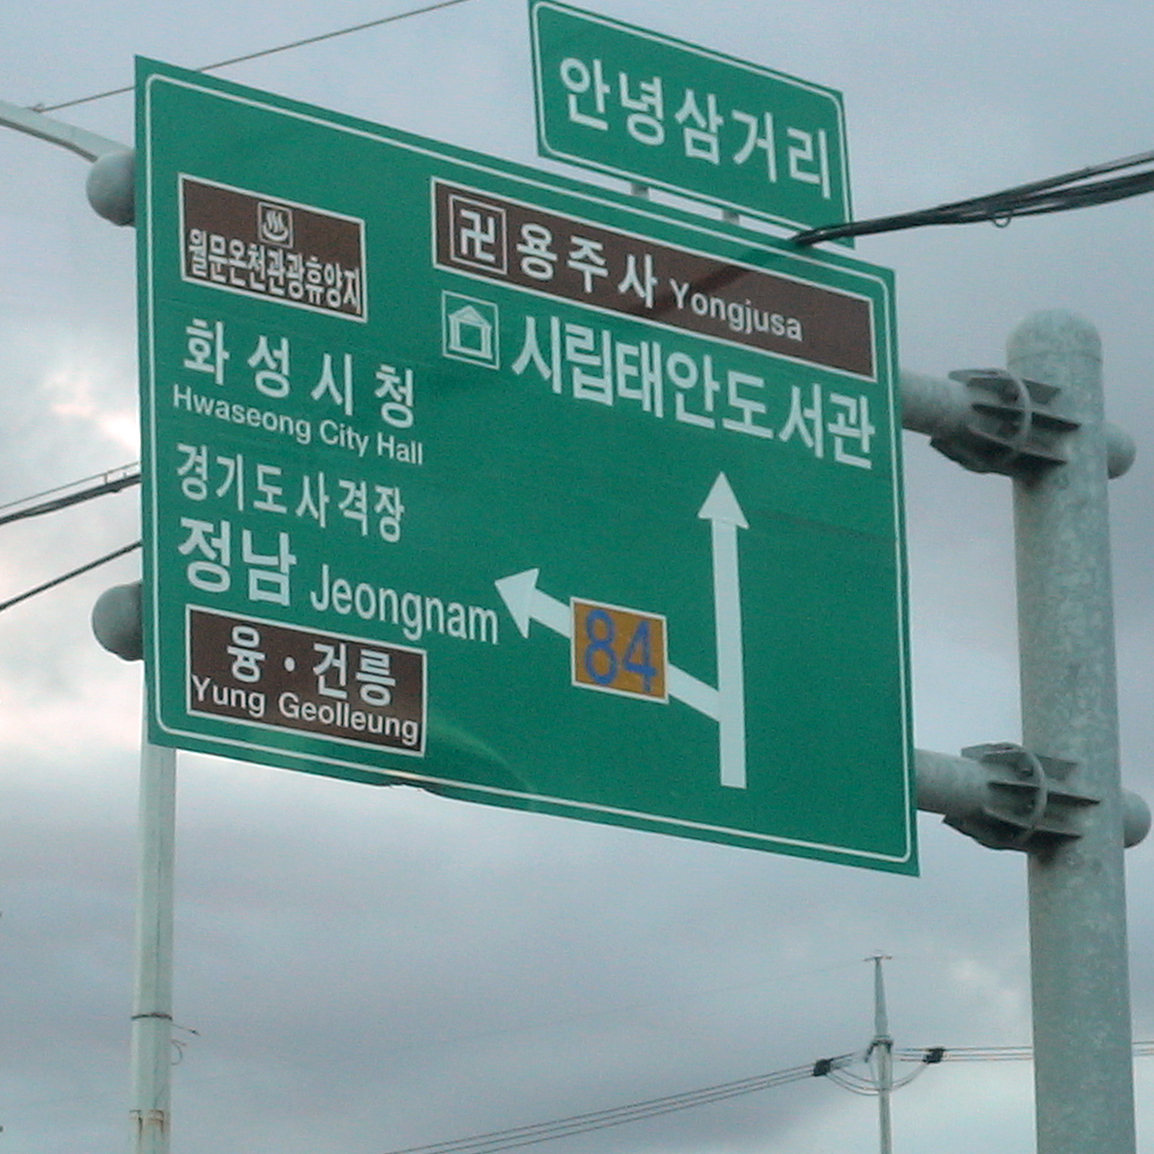 안녕삼거리
卍 용주사 Yongjusa
시립태안도서관
월문온천관광휴양지
화성시청
Hwaseong City Hall
경기도사격장
정남 Jeongnam
84
융·건릉
Yung Geolleung